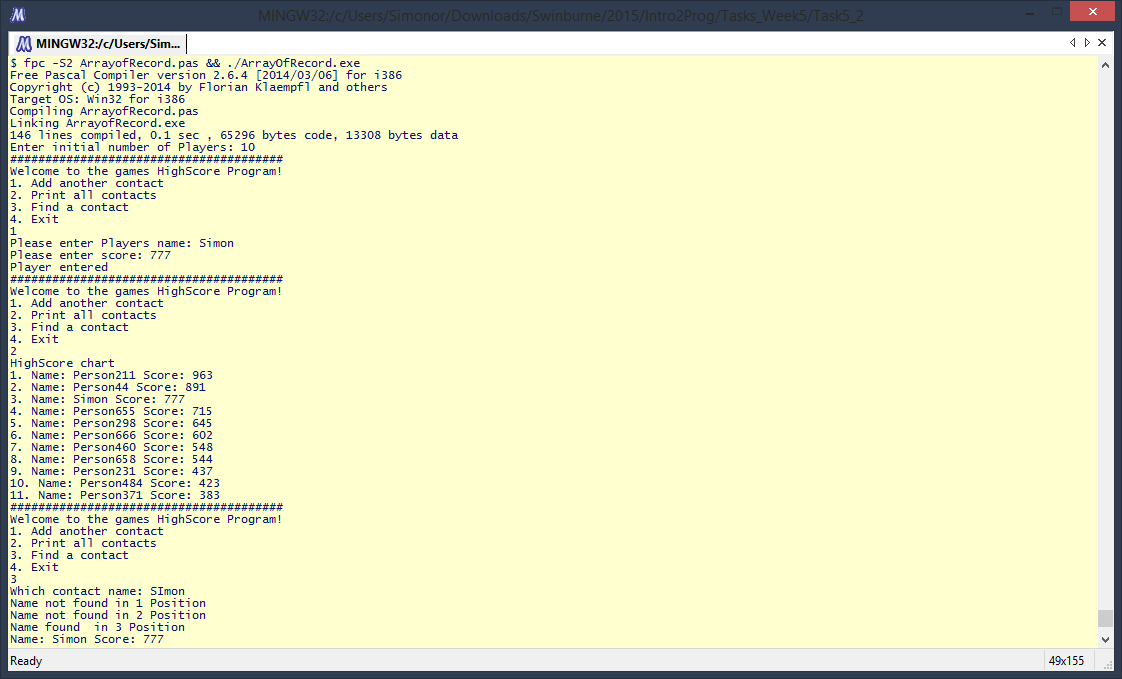 MINGW32:/c/Users/Simonor/Downloads/Swinburne/2015/Intro2Prog/Tasks_Week5/Task5_2
MINGW32:/c/Users/Sim...
$ fpc -S2 ArrayofRecord.pas && ./ArrayOfRecord.exe
Free Pascal Compiler version 2.6.4 [2014/03/06] for i386
Copyright (c) 1993-2014 by Florian Klaempfl and others
Target OS: Win32 for i386
Compiling ArrayofRecord.pas
Linking ArrayofRecord.exe
146 lines compiled, 0.1 sec , 65296 bytes code, 13308 bytes data
Enter initial number of Players: 10
#######################################
Welcome to the games HighScore Program!
1. Add another contact
2. Print all contacts
3. Find a contact
4. Exit
1
Please enter Players name: Simon
Please enter score: 777
Player entered
#######################################
Welcome to the games HighScore Program!
1. Add another contact
2. Print all contacts
3. Find a contact
4. Exit
2
HighScore chart
1. Name: Person211 Score: 963
2. Name: Person44 Score: 891
3. Name: Simon Score: 777
4. Name: Person655 Score: 715
5. Name: Person298 Score: 645
6. Name: Person666 Score: 602
7. Name: Person460 Score: 548
8. Name: Person658 Score: 544
9. Name: Person231 Score: 437
10. Name: Person484 Score: 423
11. Name: Person371 Score: 383
#######################################
Welcome to the games HighScore Program!
1. Add another contact
2. Print all contacts
3. Find a contact
4. Exit
3
Which contact name: SImon
Name not found in 1 Position
Name not found in 2 Position
Name found  in 3 Position
Name: Simon Score: 777
Ready
49x155